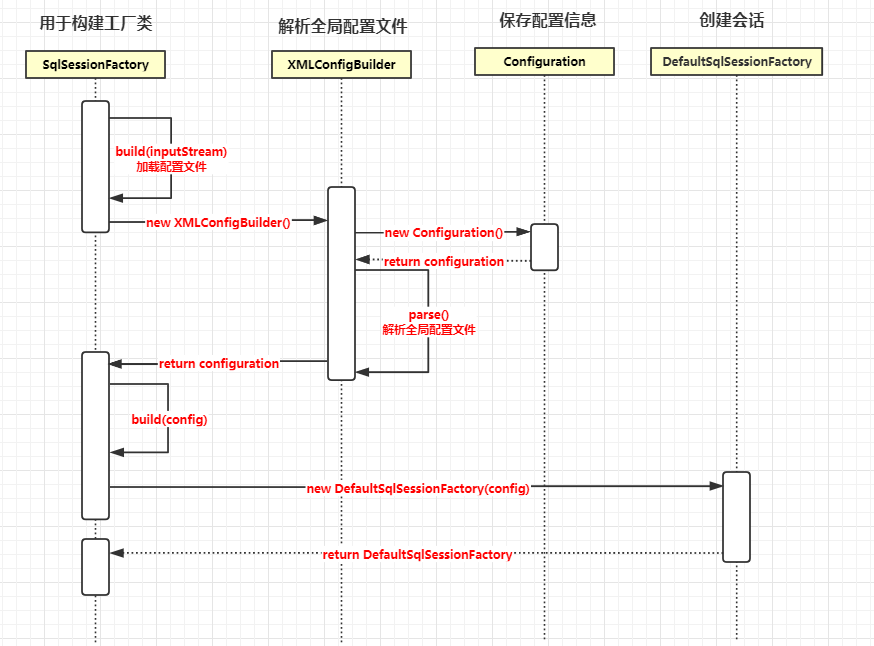 用于构建工厂类
解析全局配置文件
保存配置信息
创建会话
SqlSessionFactory
XMLConfigBuilder
Configuration
DefaultSqlSessionFactory
build(inputStream)
加载配置文件
new XMLConfigBuilder()
new Configuration()
return configuration
parse()
解析全局配置文件
return configuration
build(config)
new DefaultSqlSessionFactory(config)
return DefaultSqlSessionFactory